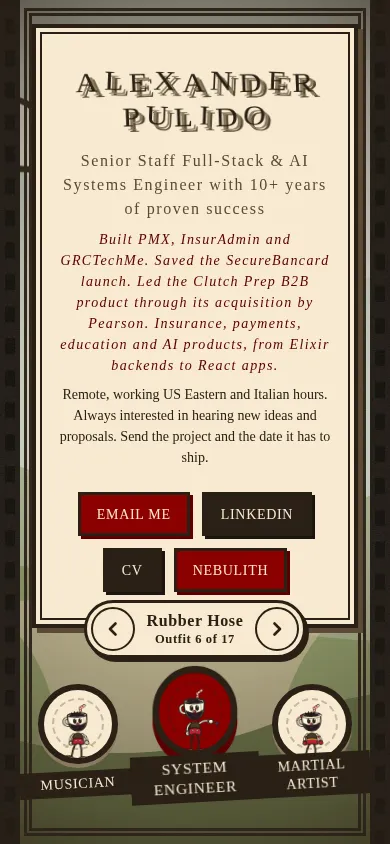 ALEXANDER
PULIDO
Senior Staff Full-Stack & AI
Systems Engineer with 10+ years
of proven success
Built PMX, InsurAdmin and
GRCTechMe. Saved the SecureBancard
launch. Led the Clutch Prep B2B
product through its acquisition by
Pearson. Insurance, payments,
education and AI products, from Elixir
backends to React apps.
Remote, working US Eastern and Italian hours.
Always interested in hearing new ideas and
proposals. Send the project and the date it has to
ship.
EMAIL ME
LINKEDIN
CV
NEBULITH
Rubber Hose
Outfit 6 of 17
MUSICIAN
SYSTEM
ENGINEER
MARTIAL
ARTIST